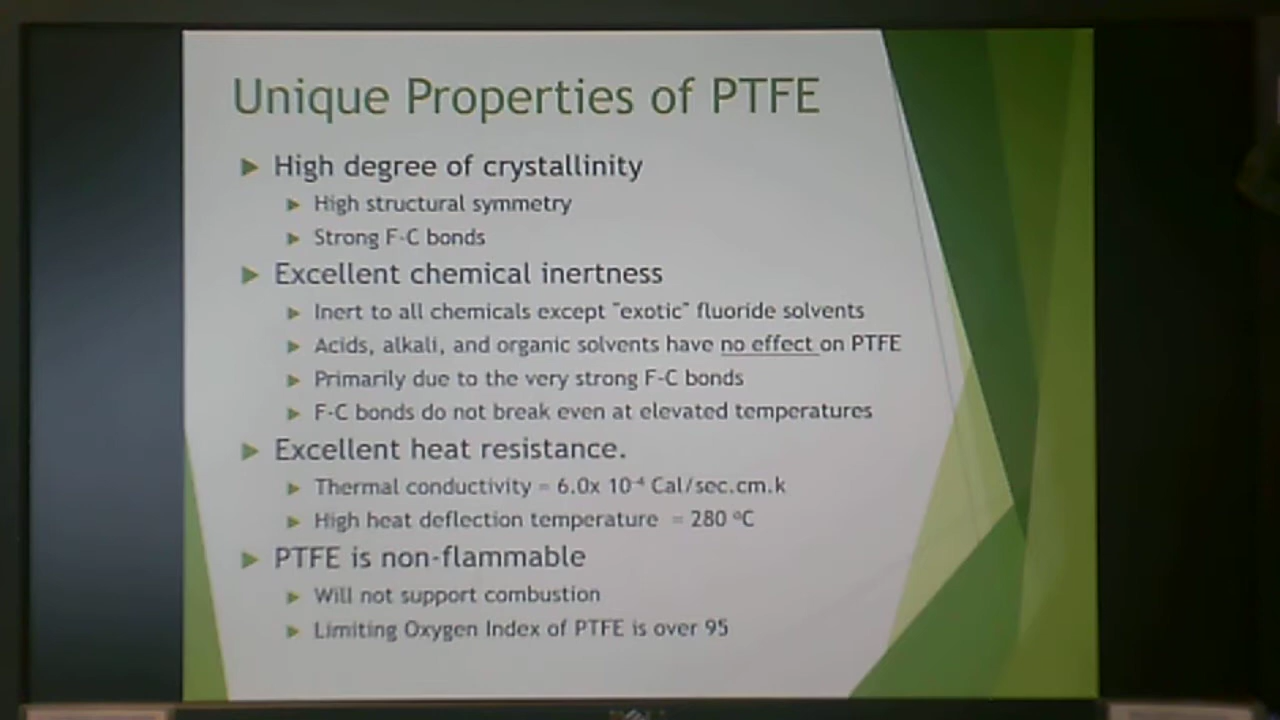 Unique Properties of PTFE
High degree of crystallinity
High structural symmetry
Strong F-C bonds
Excellent chemical inertness
Inert to all chemicals except "exotic" fluoride solvents
Acids, alkali, and organic solvents have no effect on PTFE
Primarily due to the very strong F-C bonds
F-C bonds do not break even at elevated temperatures
Excellent heat resistance.
Thermal conductivity = 6.0x 10⁻⁴ Cal/sec.cm.k
High heat deflection temperature = 280 ºC
PTFE is non-flammable
Will not support combustion
Limiting Oxygen Index of PTFE is over 95